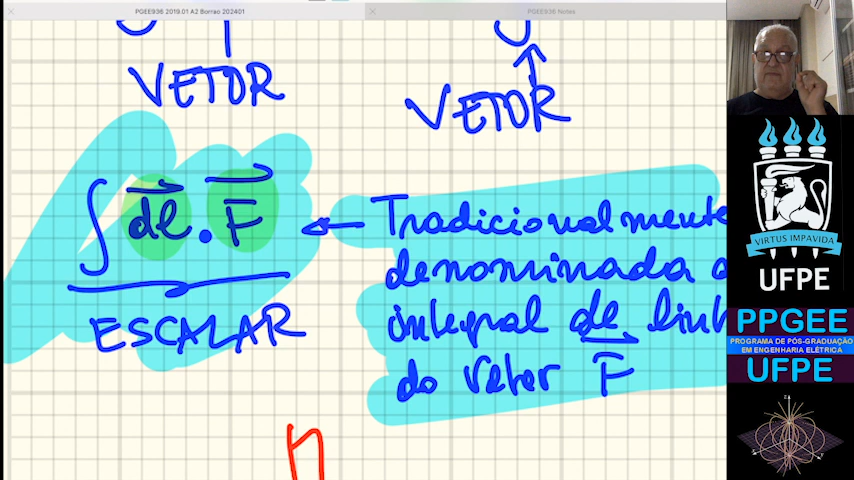 PGEE936 2019.01 A2 Borrao 202401
PGEE936 Notes
VETOR
VETOR
∫ dl . F
ESCALAR
Tradicionalmente
denominada a
integral de linh
do vetor F
VIRTUS IMPAVIDA
UFPE
PPGEE
PROGRAMA DE PÓS-GRADUAÇÃO
EM ENGENHARIA ELÉTRICA
UFPE